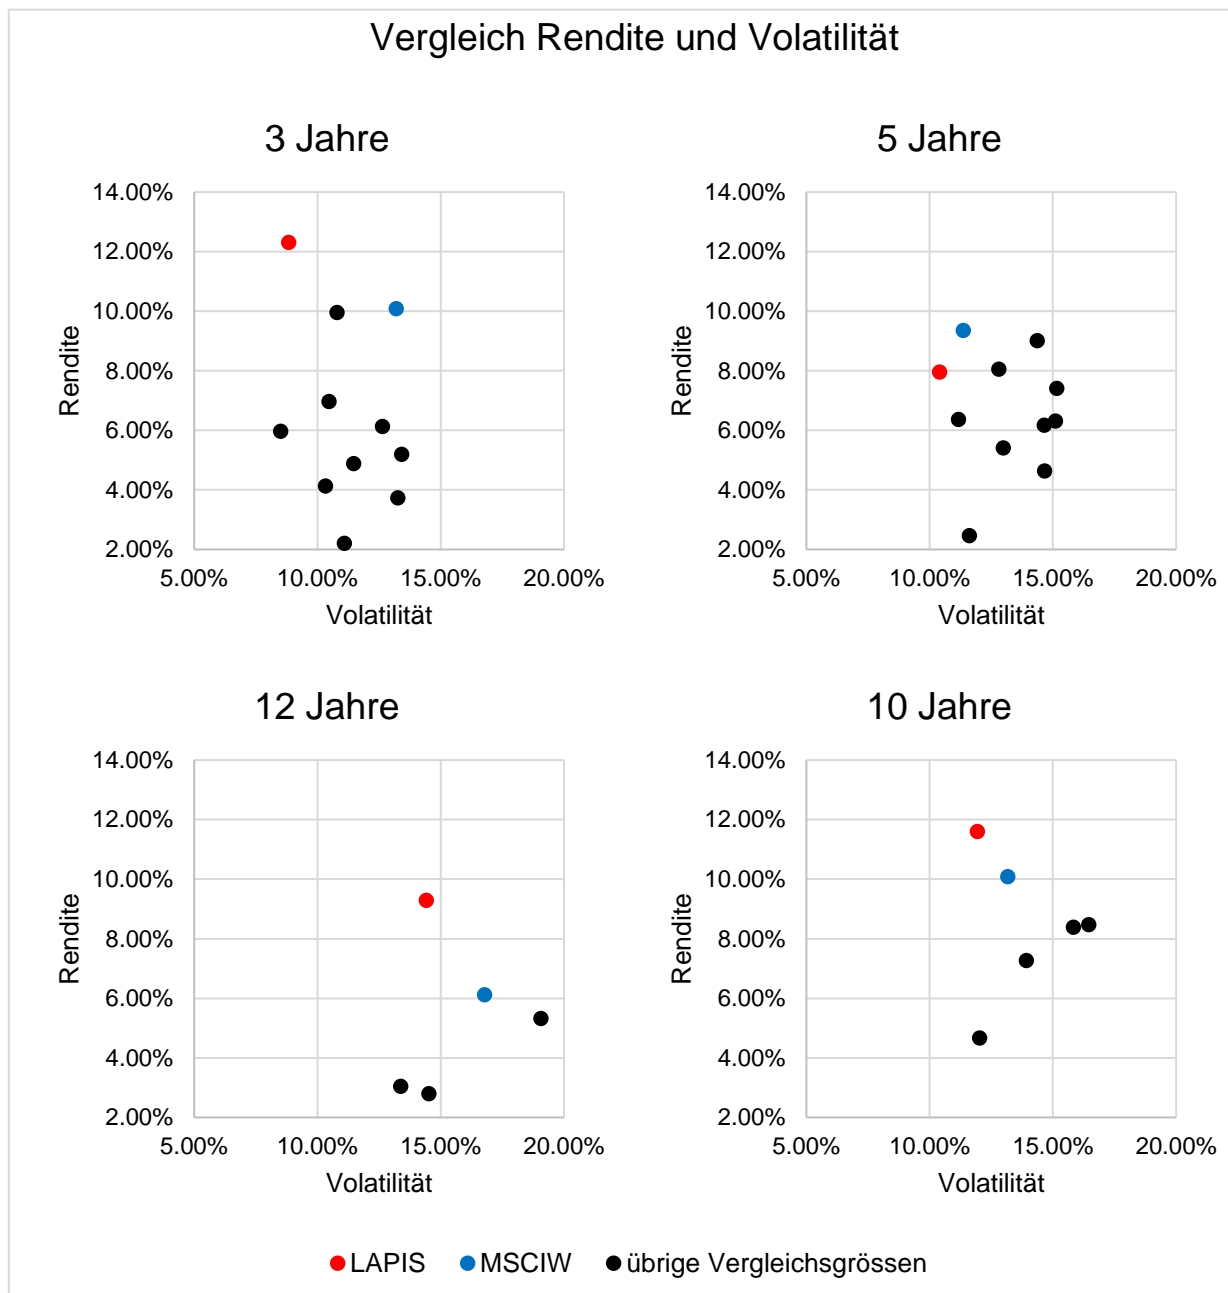 Vergleich Rendite und Volatilität
3 Jahre
14.00%
12.00%
10.00%
8.00%
6.00%
4.00%
2.00%
Rendite
5.00% 10.00% 15.00% 20.00%
Volatilität
5 Jahre
14.00%
12.00%
10.00%
8.00%
6.00%
4.00%
2.00%
Rendite
5.00% 10.00% 15.00% 20.00%
Volatilität
12 Jahre
14.00%
12.00%
10.00%
8.00%
6.00%
4.00%
2.00%
Rendite
5.00% 10.00% 15.00% 20.00%
Volatilität
10 Jahre
14.00%
12.00%
10.00%
8.00%
6.00%
4.00%
2.00%
Rendite
5.00% 10.00% 15.00% 20.00%
Volatilität
LAPIS MSCIW übrige Vergleichsgrössen